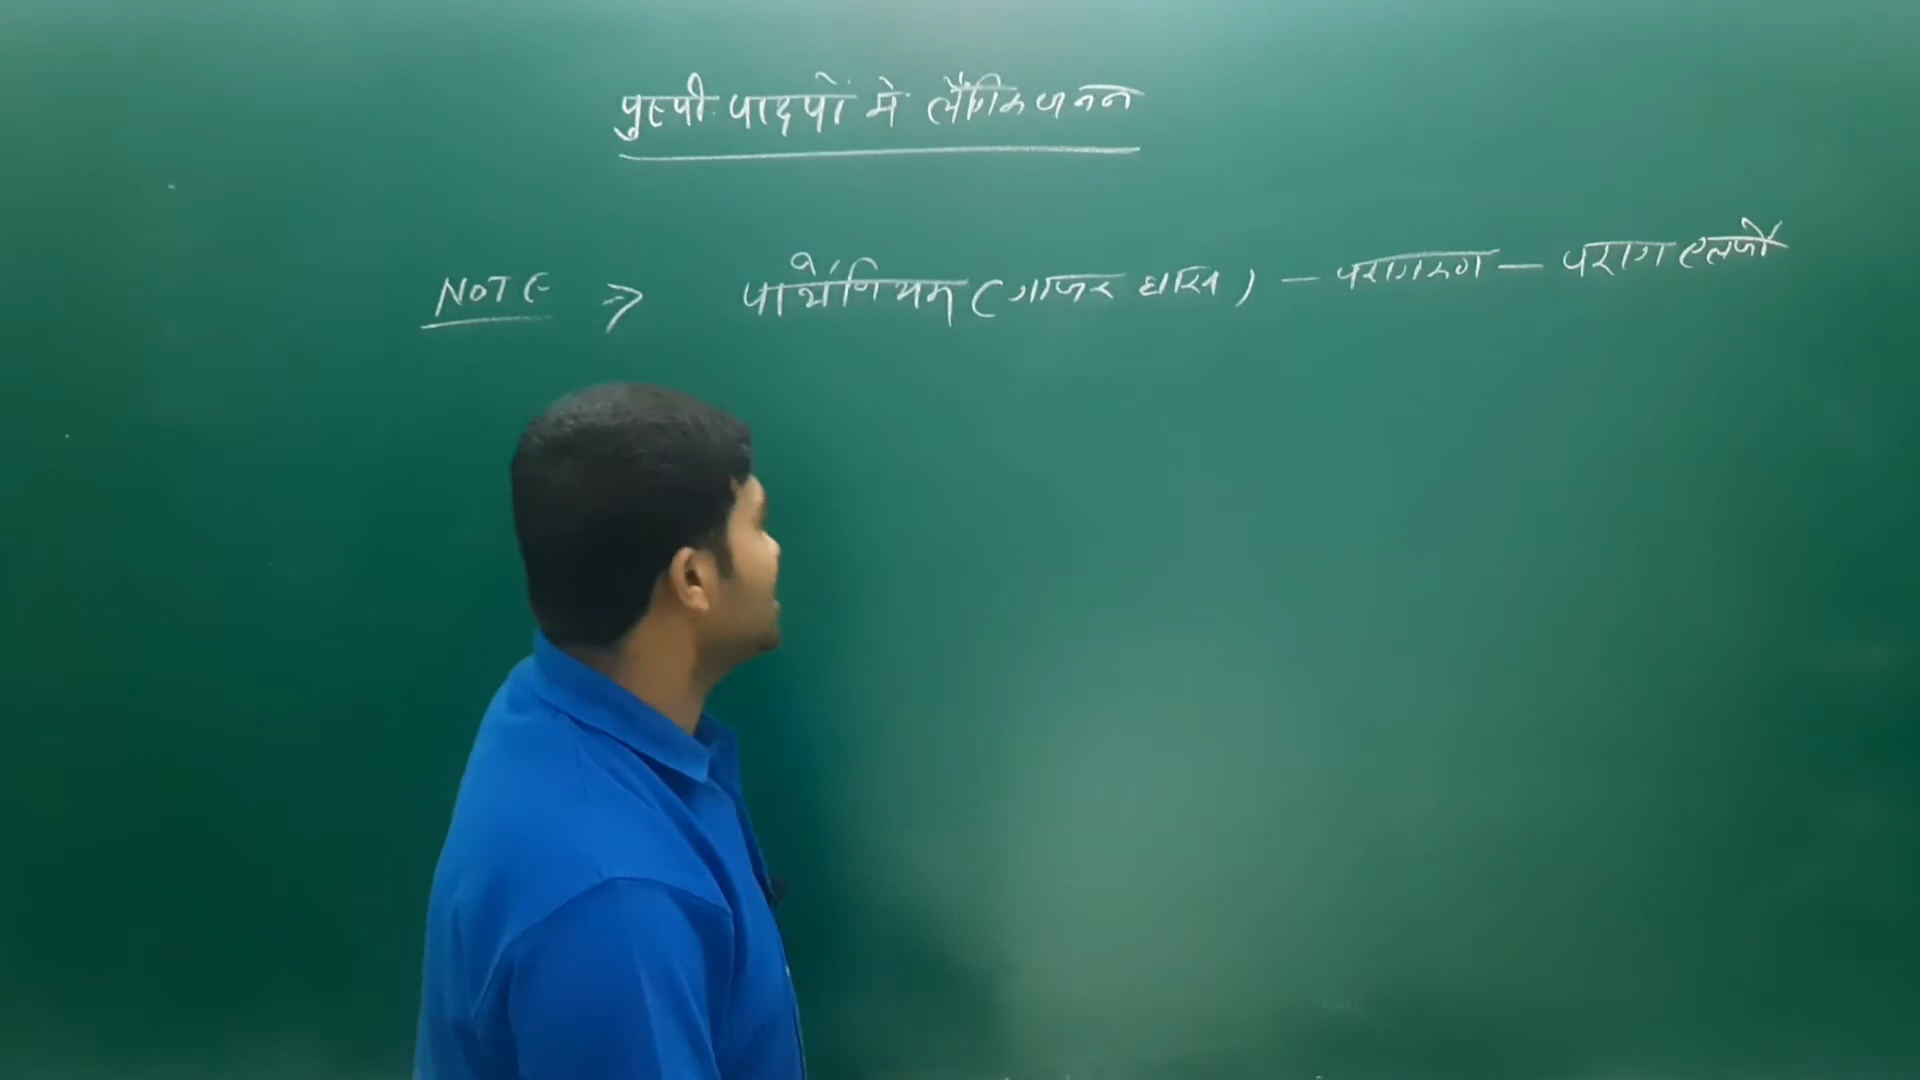 पुष्पी पादपों में लैंगिक जनन
NOTE → पार्थेनियम (गाजर घास) – परागकण – पराग एलर्जी